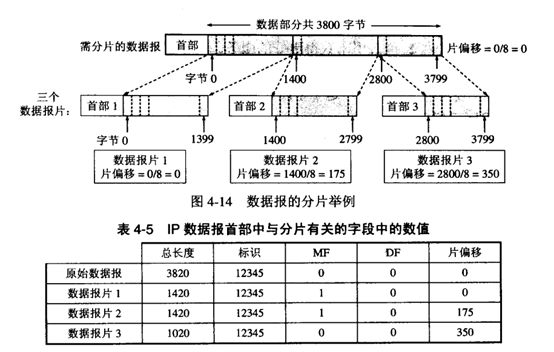 数据部分共 3800 字节
需分片的数据报 首部 片偏移 = 0/8 = 0
字节 0 1400 2800 3799
三个
数据报片：
首部 1 首部 2 首部 3
字节 0 1399 1400 2799 2800 3799
数据报片 1
片偏移 = 0/8 = 0
数据报片 2
片偏移 = 1400/8 = 175
数据报片 3
片偏移 = 2800/8 = 350
图 4-14 数据报的分片举例
表 4-5 IP 数据报首部中与分片有关的字段中的数值
总长度 标识 MF DF 片偏移
原始数据报 3820 12345 0 0 0
数据报片 1 1420 12345 1 0 0
数据报片 2 1420 12345 1 0 175
数据报片 3 1020 12345 0 0 350